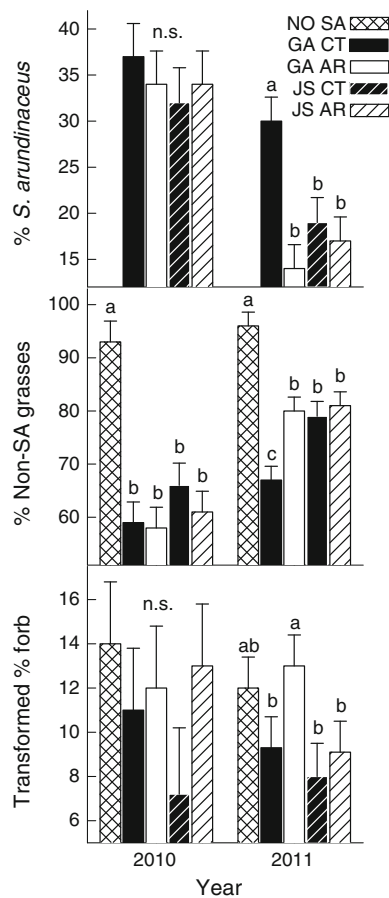 % S. arundinaceus
40
35
30
25
20
15
n.s.
NO SA
GA CT
GA AR
JS CT
JS AR
a
b
b
b
% Non-SA grasses
100
90
80
70
60
a
b
b
b
b
a
c
b
b
b
Transformed % forb
16
14
12
10
8
6
n.s.
ab
b
a
b
b
2010
2011
Year